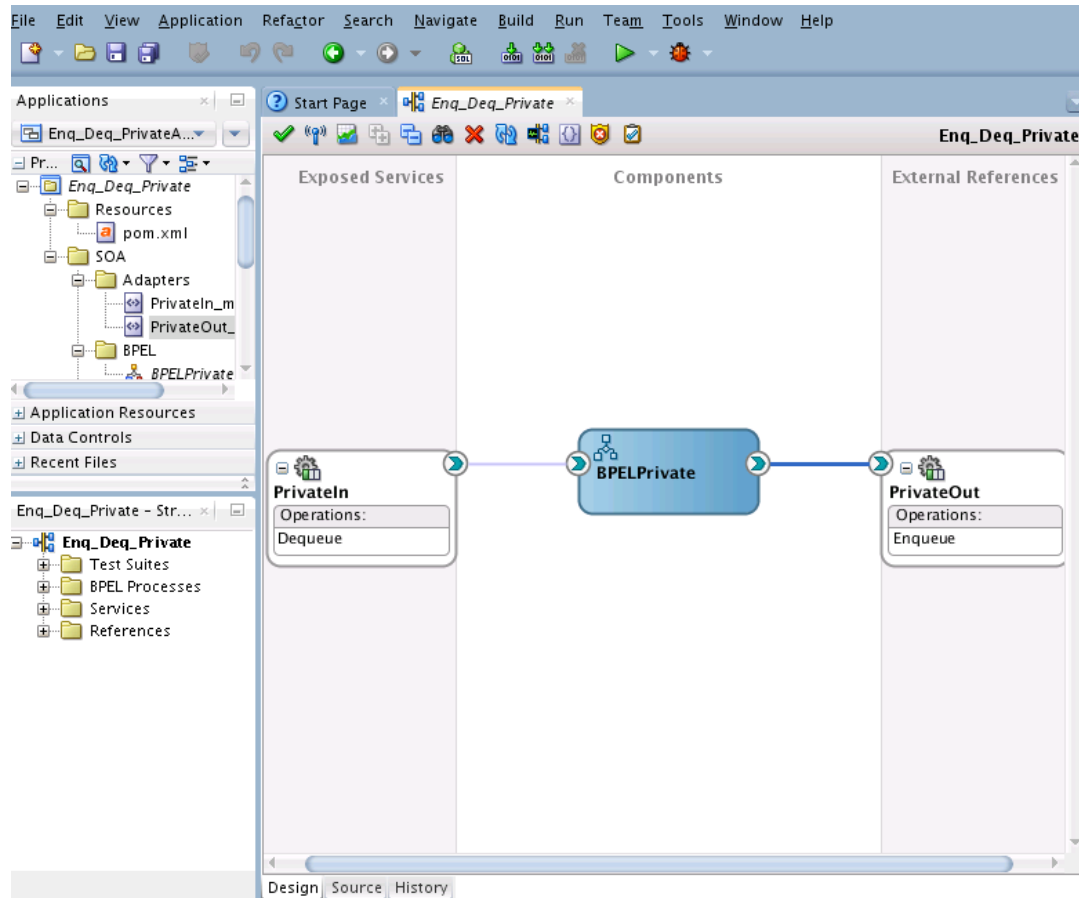 File Edit View Application Refactor Search Navigate Build Run Team Tools Window Help
Applications
Start Page
Enq_Deq_Private
Enq_Deq_PrivateA...
Enq_Deq_Private
Pr...
Exposed Services
Components
External References
Enq_Deq_Private
Resources
pom.xml
SOA
Adapters
PrivateIn_m
PrivateOut_
BPEL
BPELPrivate
Application Resources
Data Controls
Recent Files
PrivateIn
Operations:
Dequeue
BPELPrivate
PrivateOut
Operations:
Enqueue
Enq_Deq_Private - Str...
Enq_Deq_Private
Test Suites
BPEL Processes
Services
References
Design Source History